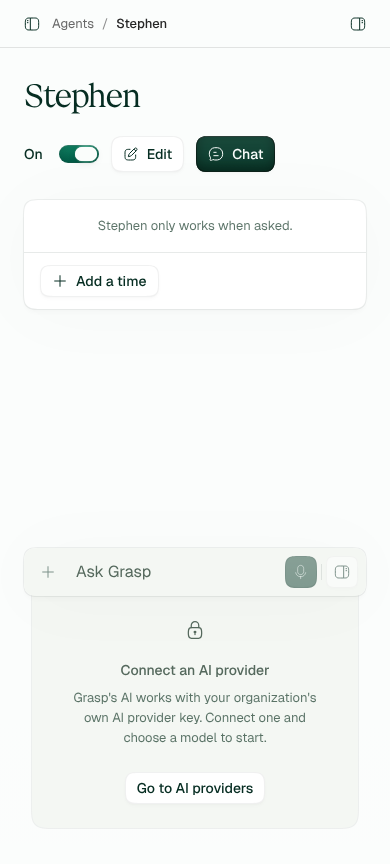 Agents / Stephen
Stephen
On
Edit
Chat
Stephen only works when asked.
Add a time
Ask Grasp
Connect an AI provider
Grasp's AI works with your organization's
own AI provider key. Connect one and
choose a model to start.
Go to AI providers